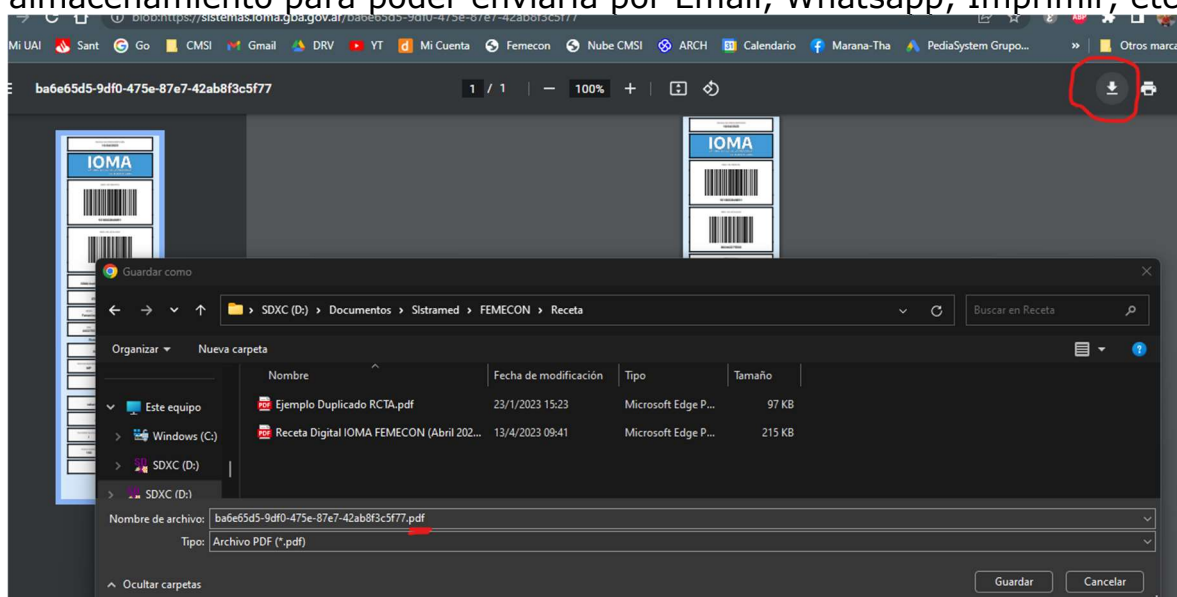 almacenamiento para poder enviarla por Email, Whatsapp, Imprimir, etc
blob:https://sistemas.ioma.gba.gov.ar/ba6e65d5-9df0-475e-87e7-42ab8f3c5f77
Mi UAI Sant Go CMSI Gmail DRV YT Mi Cuenta Femecon Nube CMSI ARCH Calendario Marana-Tha PediaSystem Grupo... » Otros marca
ba6e65d5-9df0-475e-87e7-42ab8f3c5f77 1 / 1 — 100% +
IOMA
IOMA
Guardar como
SDXC (D:) > Documentos > SIstramed > FEMECON > Receta Buscar en Receta
Organizar Nueva carpeta
Nombre Fecha de modificación Tipo Tamaño
Este equipo Ejemplo Duplicado RCTA.pdf 23/1/2023 15:23 Microsoft Edge P... 97 KB
Windows (C:) Receta Digital IOMA FEMECON (Abril 202... 13/4/2023 09:41 Microsoft Edge P... 215 KB
SDXC (D:)
SDXC (D:)
Nombre de archivo: ba6e65d5-9df0-475e-87e7-42ab8f3c5f77.pdf
Tipo: Archivo PDF (*.pdf)
Ocultar carpetas Guardar Cancelar